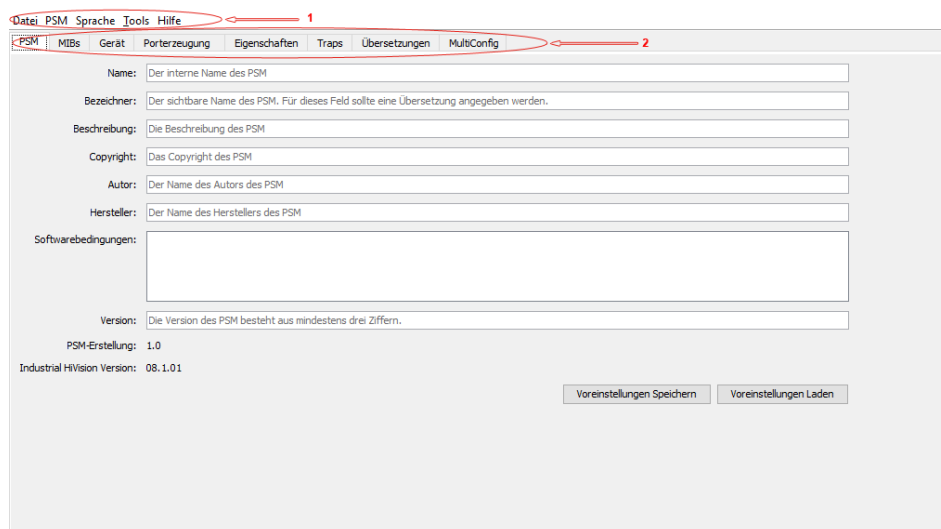 Datei PSM Sprache Tools Hilfe 1
PSM MIBs Gerät Porterzeugung Eigenschaften Traps Übersetzungen MultiConfig 2
Name: Der interne Name des PSM
Bezeichner: Der sichtbare Name des PSM. Für dieses Feld sollte eine Übersetzung angegeben werden.
Beschreibung: Die Beschreibung des PSM
Copyright: Das Copyright des PSM
Autor: Der Name des Autors des PSM
Hersteller: Der Name des Herstellers des PSM
Softwarebedingungen:
Version: Die Version des PSM besteht aus mindestens drei Ziffern.
PSM-Erstellung: 1.0
Industrial HiVision Version: 08.1.01
Voreinstellungen Speichern Voreinstellungen Laden